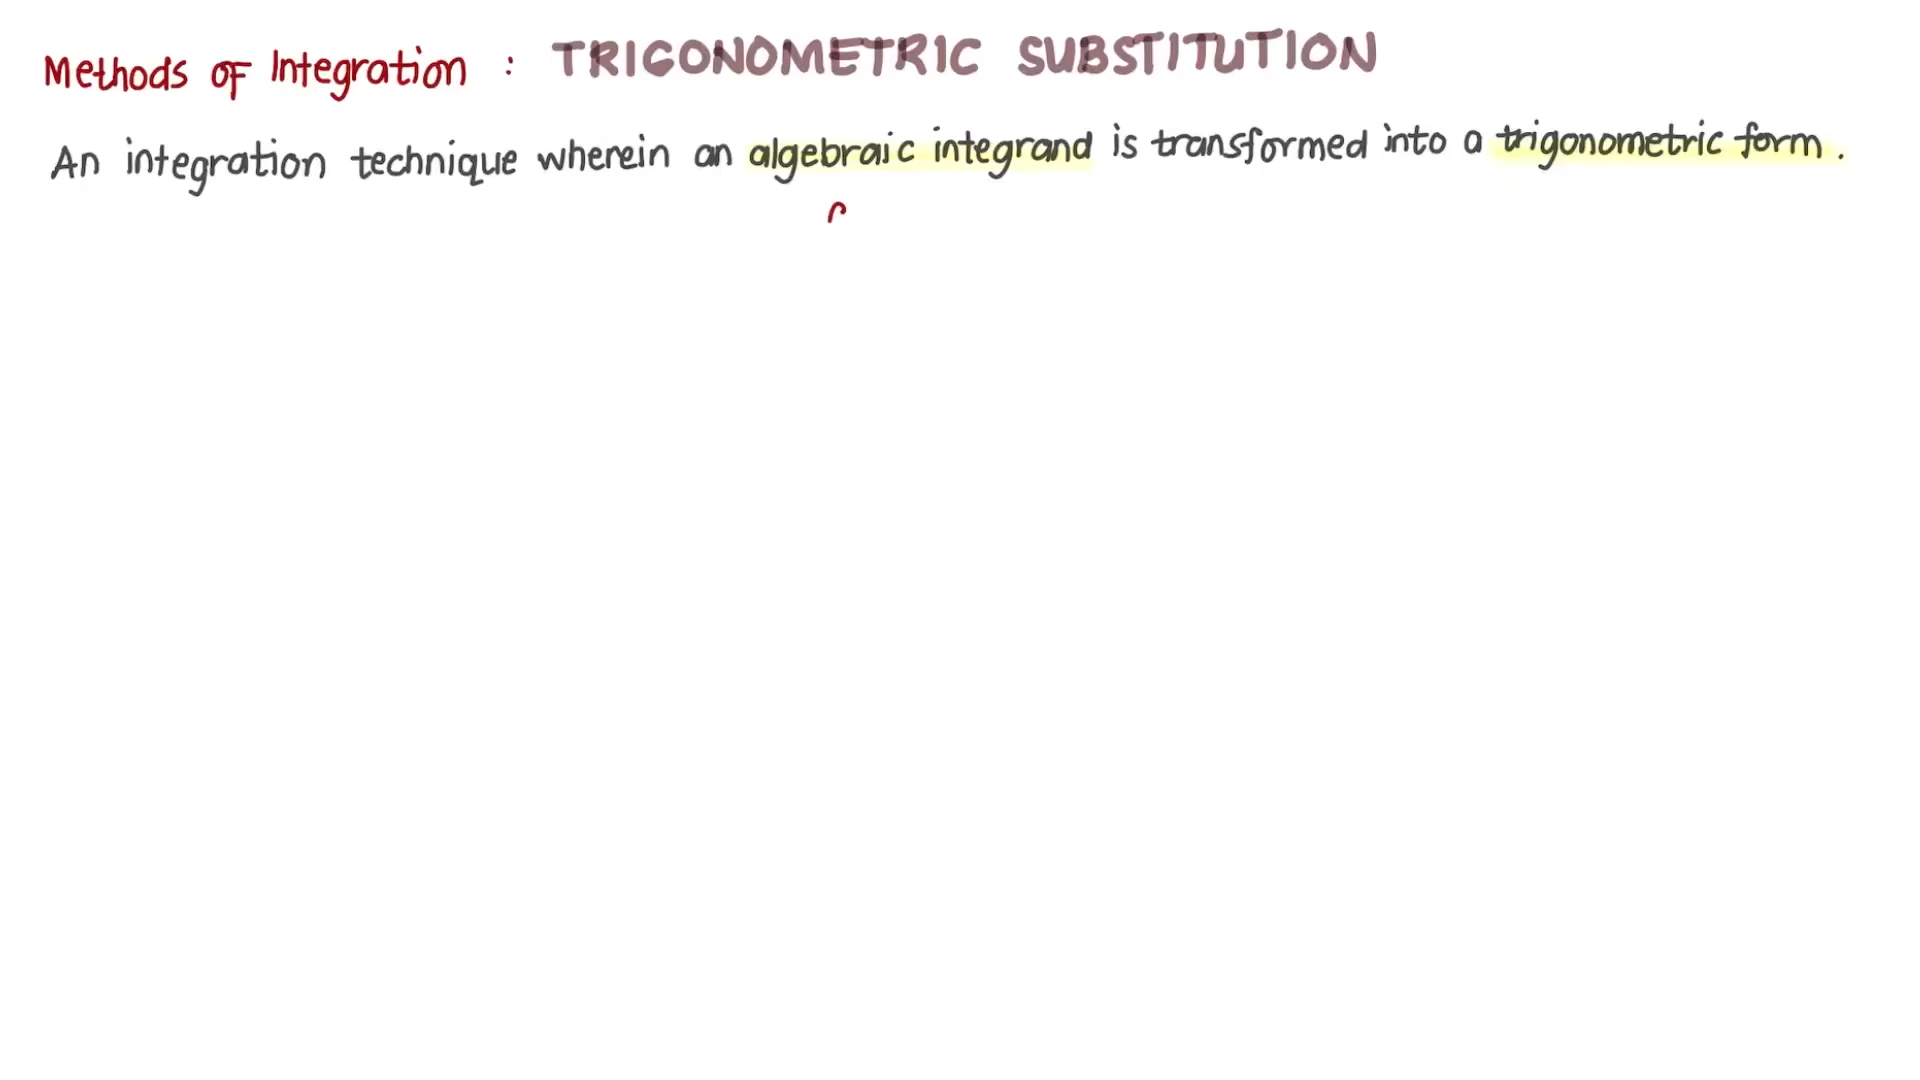 Methods of Integration : TRIGONOMETRIC SUBSTITUTION
An integration technique wherein an algebraic integrand is transformed into a trigonometric form.